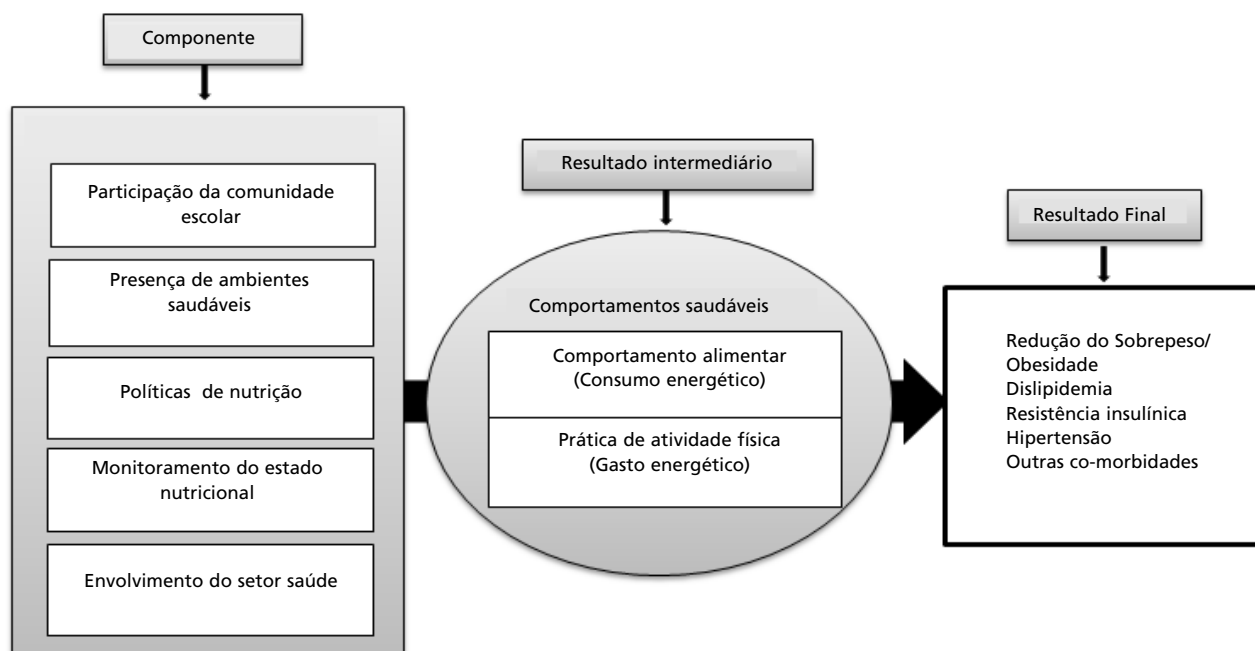 Componente
Participação da comunidade
escolar
Presença de ambientes
saudáveis
Políticas de nutrição
Monitoramento do estado
nutricional
Envolvimento do setor saúde
Resultado intermediário
Comportamentos saudáveis
Comportamento alimentar
(Consumo energético)
Prática de atividade física
(Gasto energético)
Resultado Final
Redução do Sobrepeso/
Obesidade
Dislipidemia
Resistência insulínica
Hipertensão
Outras co-morbidades